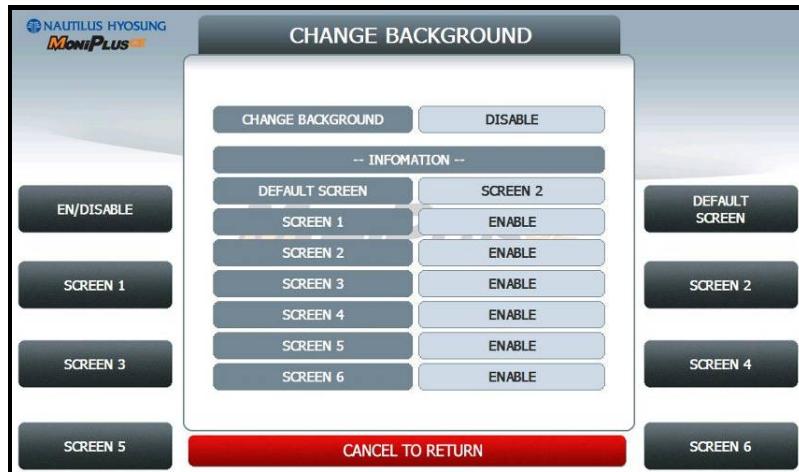 NAUTILUS HYOSUNG
MONIPLUS CE
CHANGE BACKGROUND
CHANGE BACKGROUND DISABLE
-- INFOMATION --
DEFAULT SCREEN SCREEN 2
SCREEN 1 ENABLE
SCREEN 2 ENABLE
SCREEN 3 ENABLE
SCREEN 4 ENABLE
SCREEN 5 ENABLE
SCREEN 6 ENABLE
EN/DISABLE
DEFAULT
SCREEN
SCREEN 1
SCREEN 2
SCREEN 3
SCREEN 4
SCREEN 5
SCREEN 6
CANCEL TO RETURN